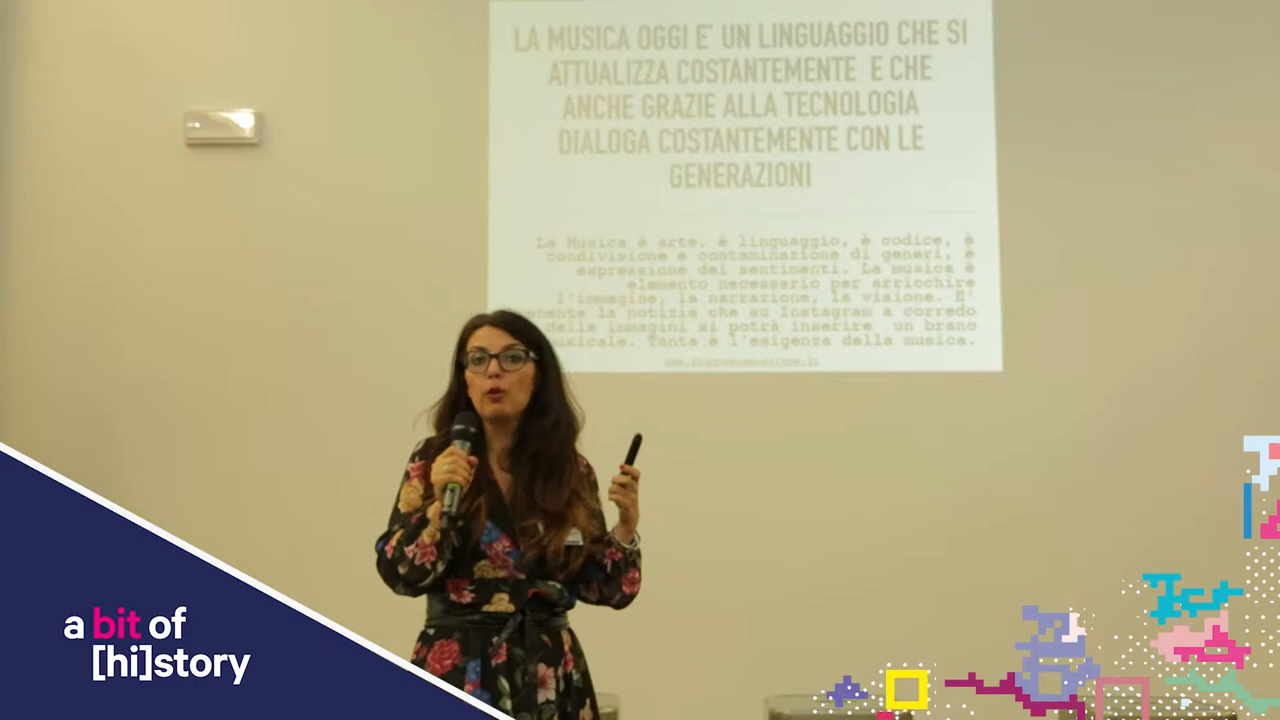 LA MUSICA OGGI E' UN LINGUAGGIO CHE SI
ATTUALIZZA COSTANTEMENTE E CHE
ANCHE GRAZIE ALLA TECNOLOGIA
DIALOGA COSTANTEMENTE CON LE
GENERAZIONI
La Musica è arte, è linguaggio, è codice, è
condivisione e contaminazione di generi, è
espressione dei sentimenti. La musica è
elemento necessario per arricchire
l'immagine, la narrazione, la visione. E'
la notizia che su Instagram a corredo
delle immagini si potrà inserire un brano
musicale. Tanta è l'esigenza della musica.
a bit of
[hi]story